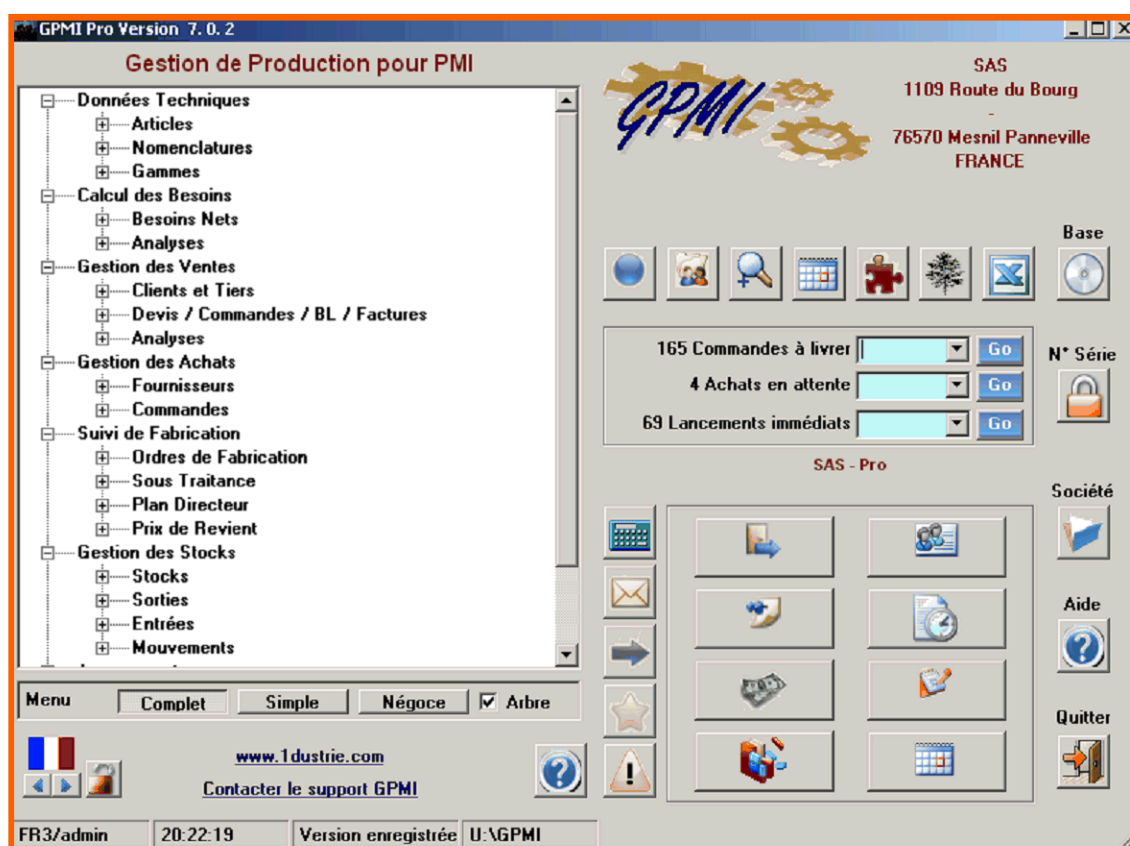 GPMI Pro Version 7. 0. 2
Gestion de Production pour PMI
Données Techniques
Articles
Nomenclatures
Gammes
Calcul des Besoins
Besoins Nets
Analyses
Gestion des Ventes
Clients et Tiers
Devis / Commandes / BL / Factures
Analyses
Gestion des Achats
Fournisseurs
Commandes
Suivi de Fabrication
Ordres de Fabrication
Sous Traitance
Plan Directeur
Prix de Revient
Gestion des Stocks
Stocks
Sorties
Entrées
Mouvements
Menu Complet Simple Négoce Arbre
www.1dustrie.com
Contacter le support GPMI
GPMI
SAS
1109 Route du Bourg
-
76570 Mesnil Panneville
FRANCE
Base
165 Commandes à livrer Go
4 Achats en attente Go
69 Lancements immédiats Go
N° Série
SAS - Pro
Société
Aide
Quitter
FR3/admin 20:22:19 Version enregistrée U:\GPMI